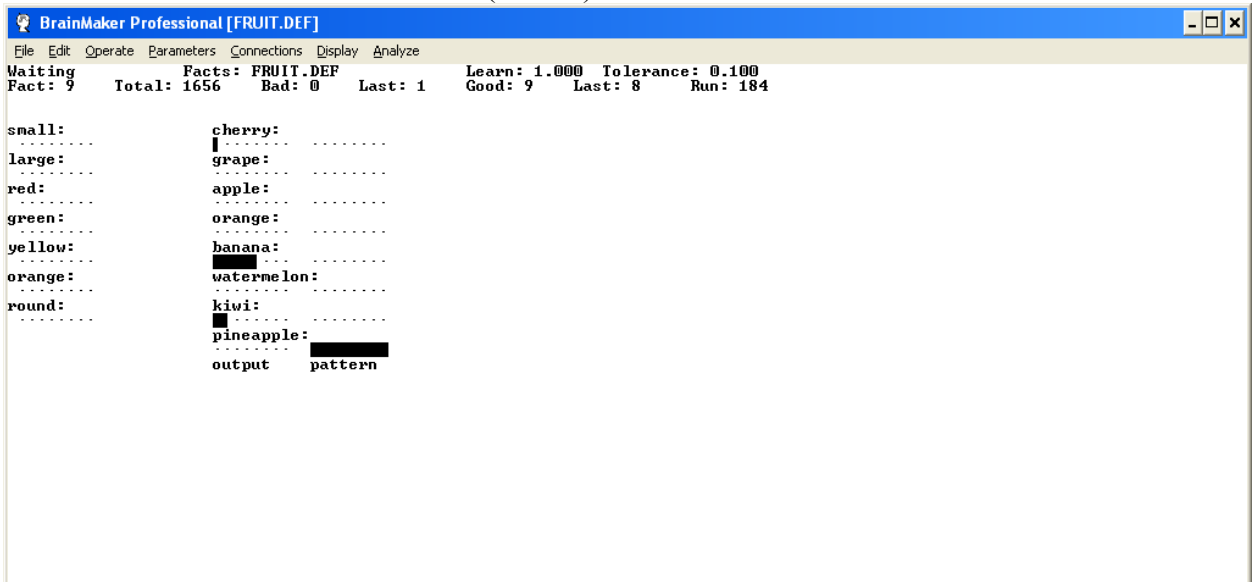 BrainMaker Professional [FRUIT.DEF]
File Edit Operate Parameters Connections Display Analyze
Waiting Facts: FRUIT.DEF Learn: 1.000 Tolerance: 0.100
Fact: 9 Total: 1656 Bad: 0 Last: 1 Good: 9 Last: 8 Run: 184
small: cherry:
large: grape:
red: apple:
green: orange:
yellow: banana:
orange: watermelon:
round: kiwi:
pineapple:
output pattern